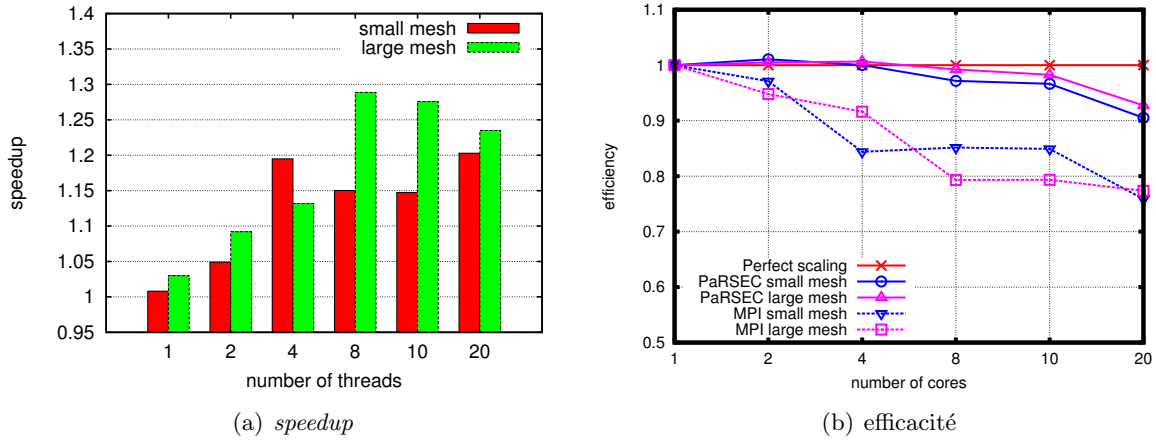 1.4
1.35
1.3
1.25
1.2
1.15
1.1
1.05
1
0.95
speedup
small mesh
large mesh
1 2 4 8 10 20
number of threads
(a) speedup
1.1
1
0.9
0.8
0.7
0.6
0.5
efficiency
Perfect scaling
PaRSEC small mesh
PaRSEC large mesh
MPI small mesh
MPI large mesh
1 2 4 8 10 20
number of cores
(b) efficacité